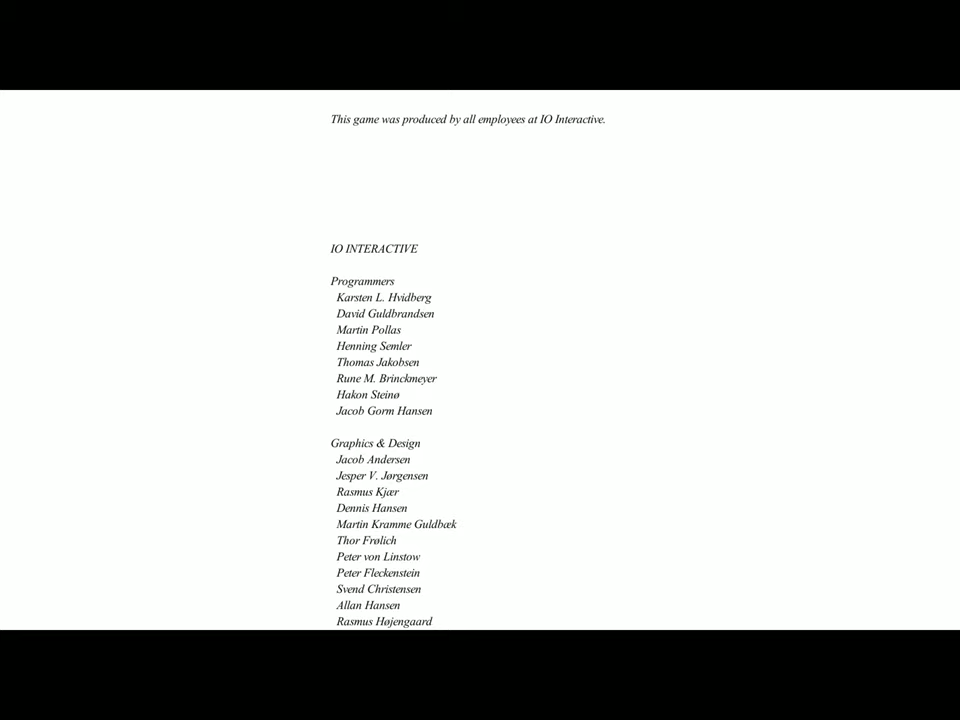 This game was produced by all employees at IO Interactive.
IO INTERACTIVE
Programmers
Karsten L. Hvidberg
David Guldbrandsen
Martin Pollas
Henning Semler
Thomas Jakobsen
Rune M. Brinckmeyer
Hakon Steinø
Jacob Gorm Hansen
Graphics & Design
Jacob Andersen
Jesper V. Jørgensen
Rasmus Kjær
Dennis Hansen
Martin Kramme Guldbæk
Thor Frølich
Peter von Linstow
Peter Fleckenstein
Svend Christensen
Allan Hansen
Rasmus Højengaard